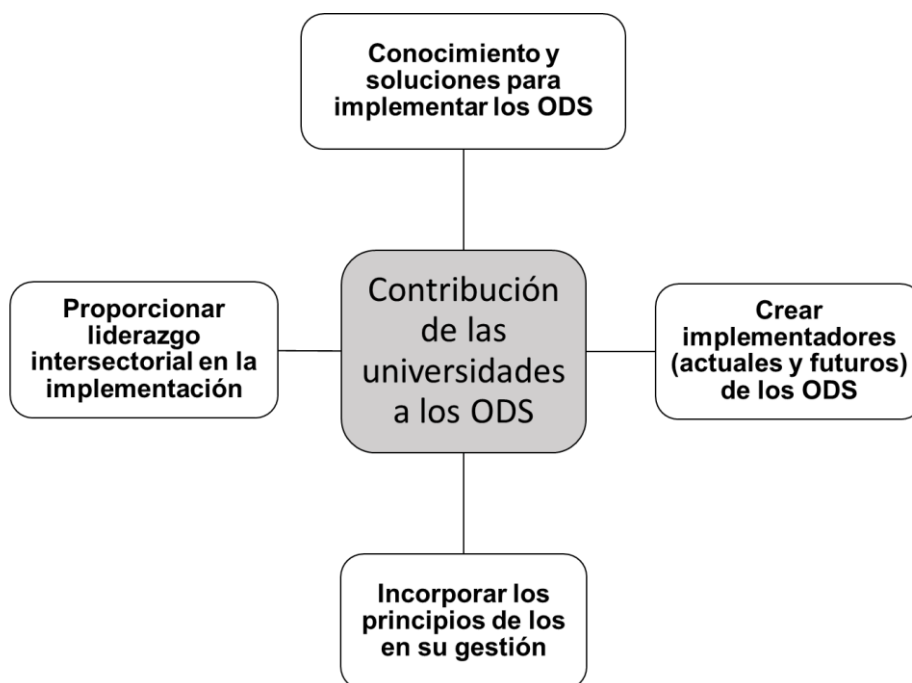 Conocimiento y
soluciones para
implementar los ODS
Proporcionar
liderazgo
intersectorial en la
implementación
Contribución
de las
universidades
a los ODS
Crear
implementadores
(actuales y futuros)
de los ODS
Incorporar los
principios de los
en su gestión